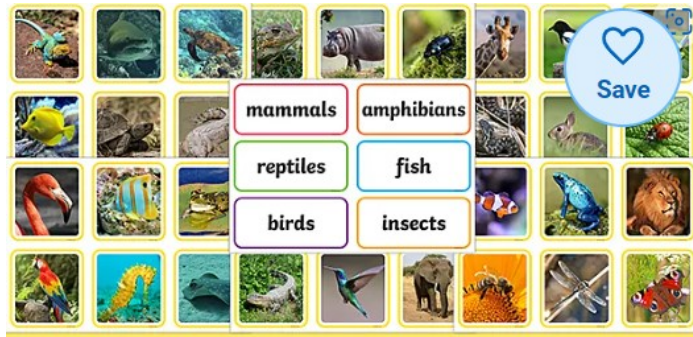 Save
mammals amphibians
reptiles fish
birds insects